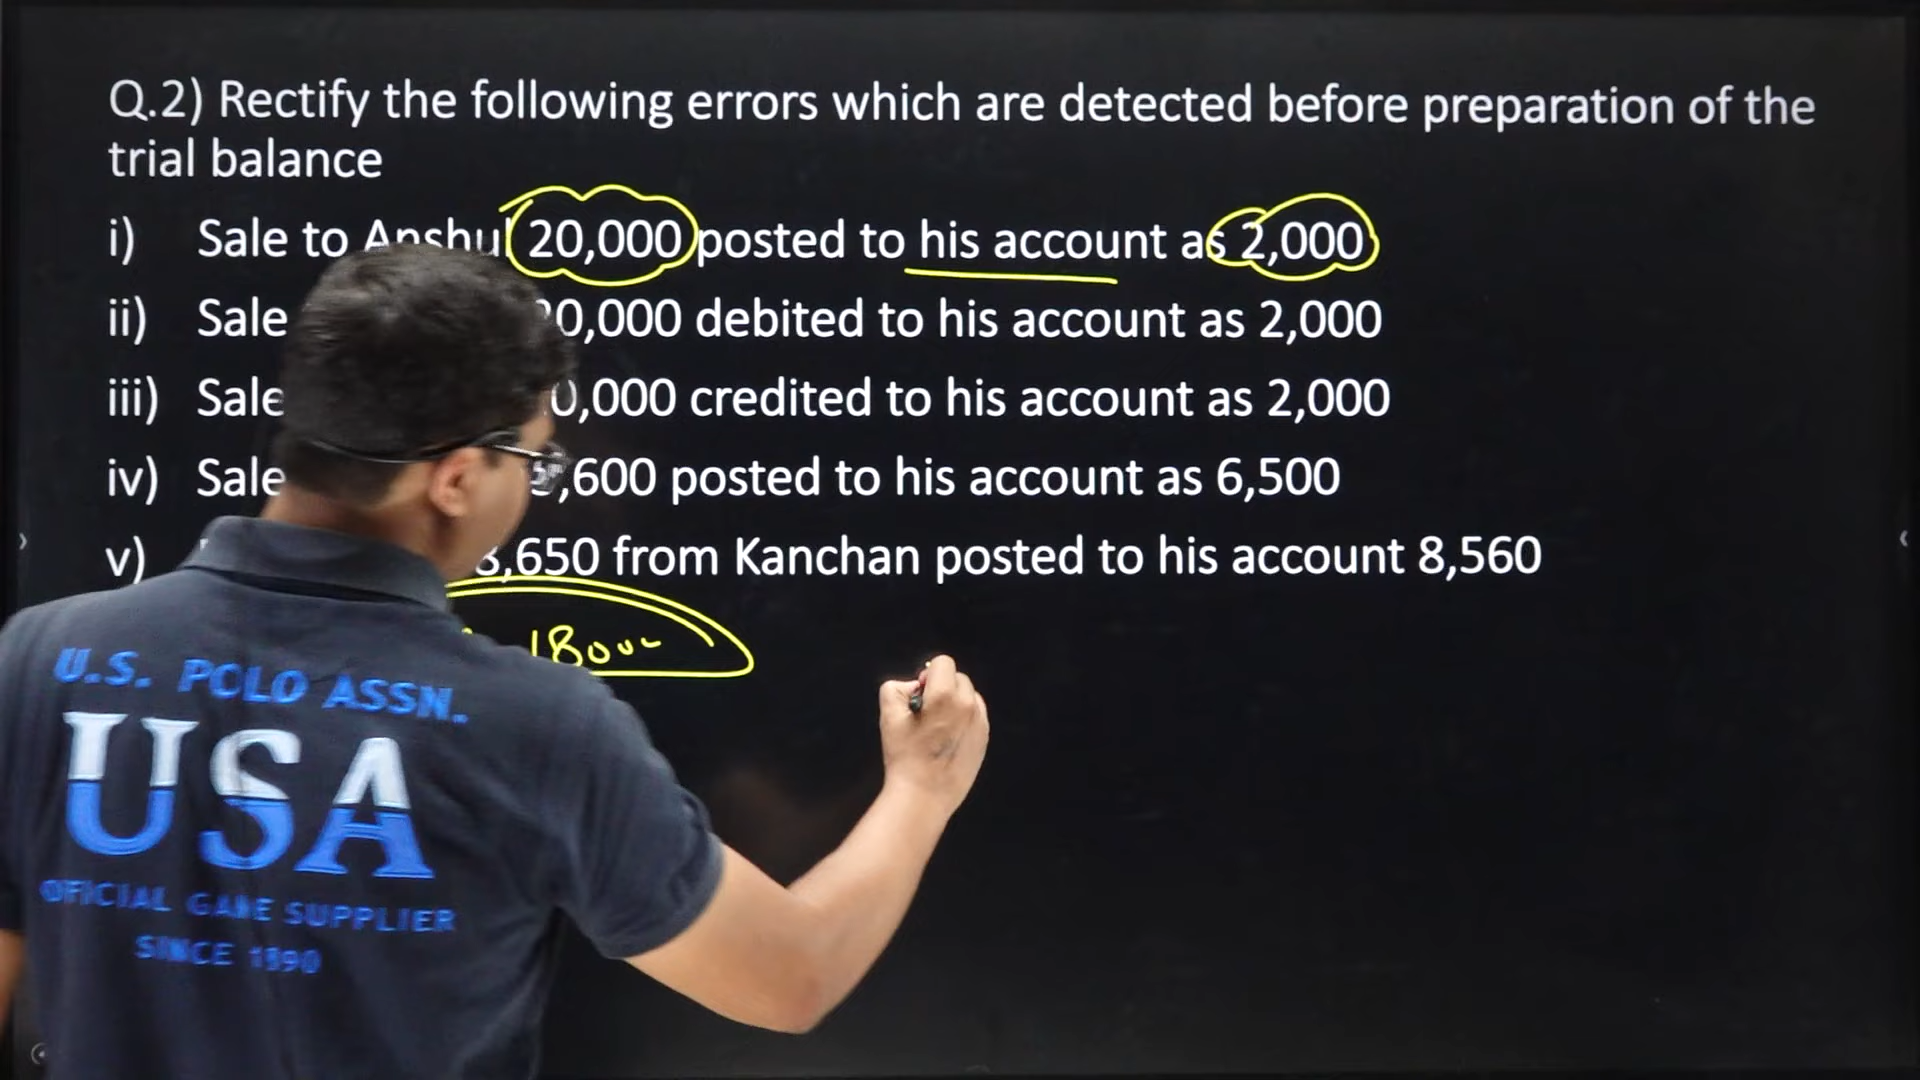 Q.2) Rectify the following errors which are detected before preparation of the
trial balance
i) Sale to Anshul 20,000 posted to his account as 2,000
ii) Sale 0,000 debited to his account as 2,000
iii) Sale 0,000 credited to his account as 2,000
iv) Sale ,600 posted to his account as 6,500
v) ,650 from Kanchan posted to his account 8,560
18000
U.S. POLO ASSN.
USA
OFFICIAL GAME SUPPLIER
SINCE 1890